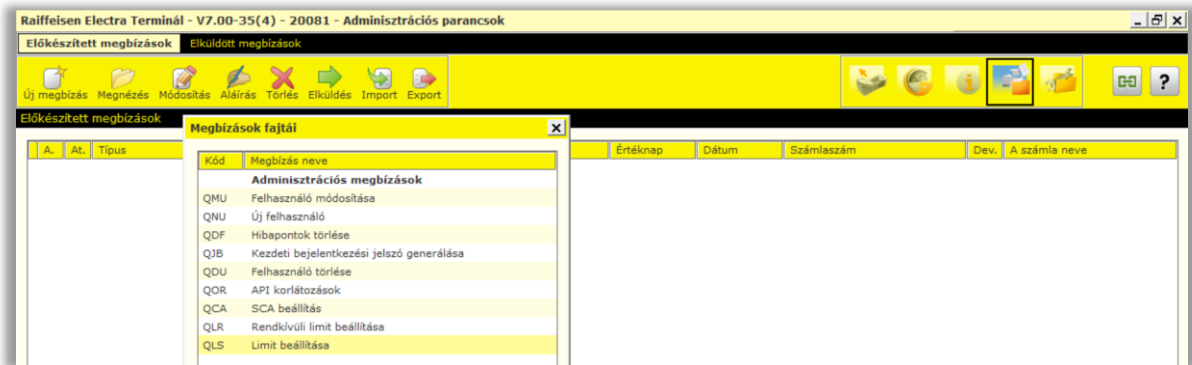 Raiffeisen Electra Terminál - V7.00-35(4) - 20081 - Adminisztrációs parancsok
Előkészített megbízások Elküldött megbízások
Új megbízás Megnézés Módosítás Aláírás Törlés Elküldés Import Export
?
Előkészített megbízások
Megbízások fajtái
A. At. Típus Értéknap Dátum Számlaszám Dev. A számla neve
Kód Megbízás neve
Adminisztrációs megbízások
QMU Felhasználó módosítása
QNU Új felhasználó
QDF Hibapontok törlése
QJB Kezdeti bejelentkezési jelszó generálása
QDU Felhasználó törlése
QOR API korlátozások
QCA SCA beállítás
QLR Rendkívüli limit beállítása
QLS Limit beállítása